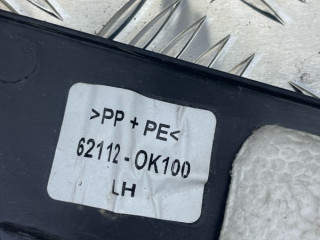 >PP + PE<
62112-OK100
LH